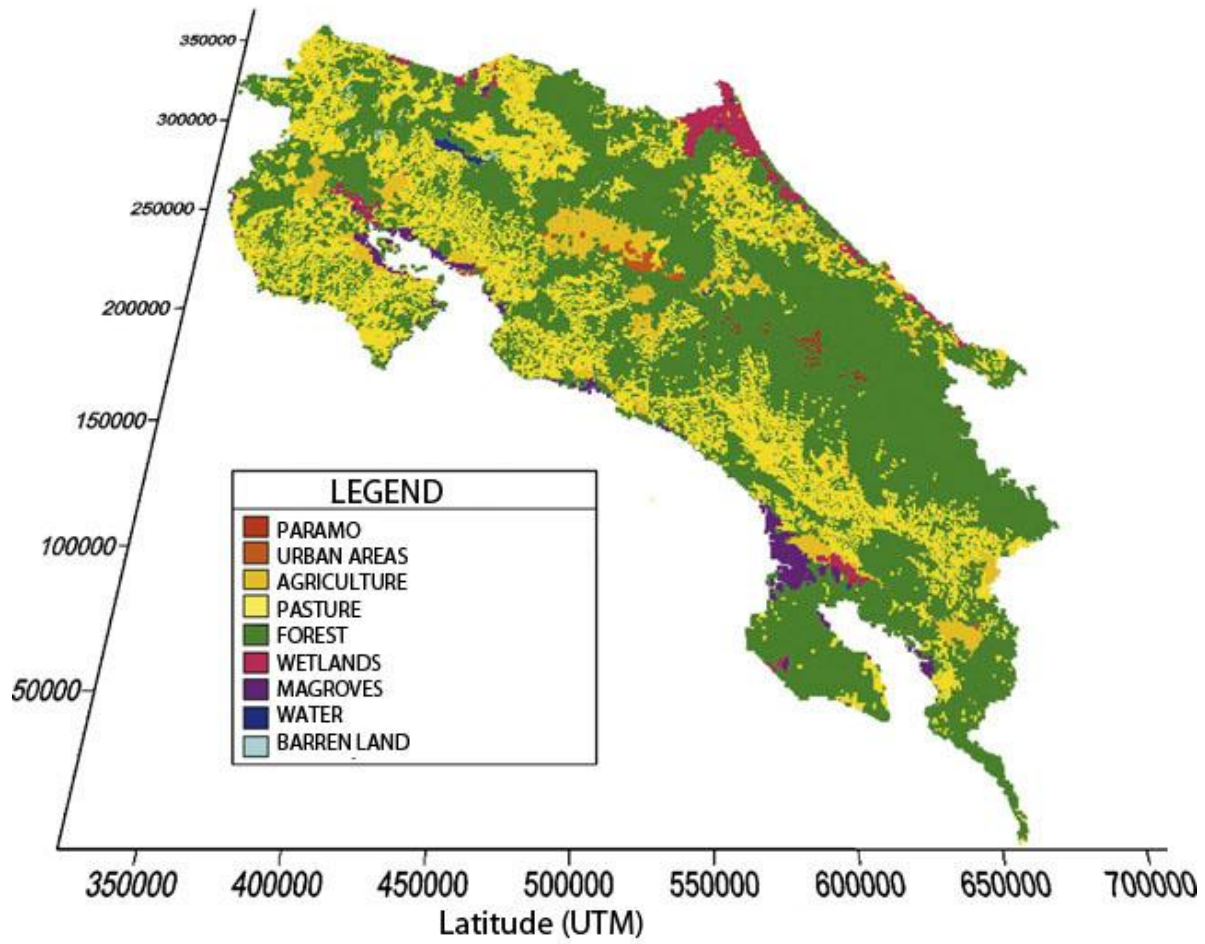 350000
300000
250000
200000
150000
100000
50000
LEGEND
PARAMO
URBAN AREAS
AGRICULTURE
PASTURE
FOREST
WETLANDS
MAGROVES
WATER
BARREN LAND
350000 400000 450000 500000 550000 600000 650000 700000
Latitude (UTM)